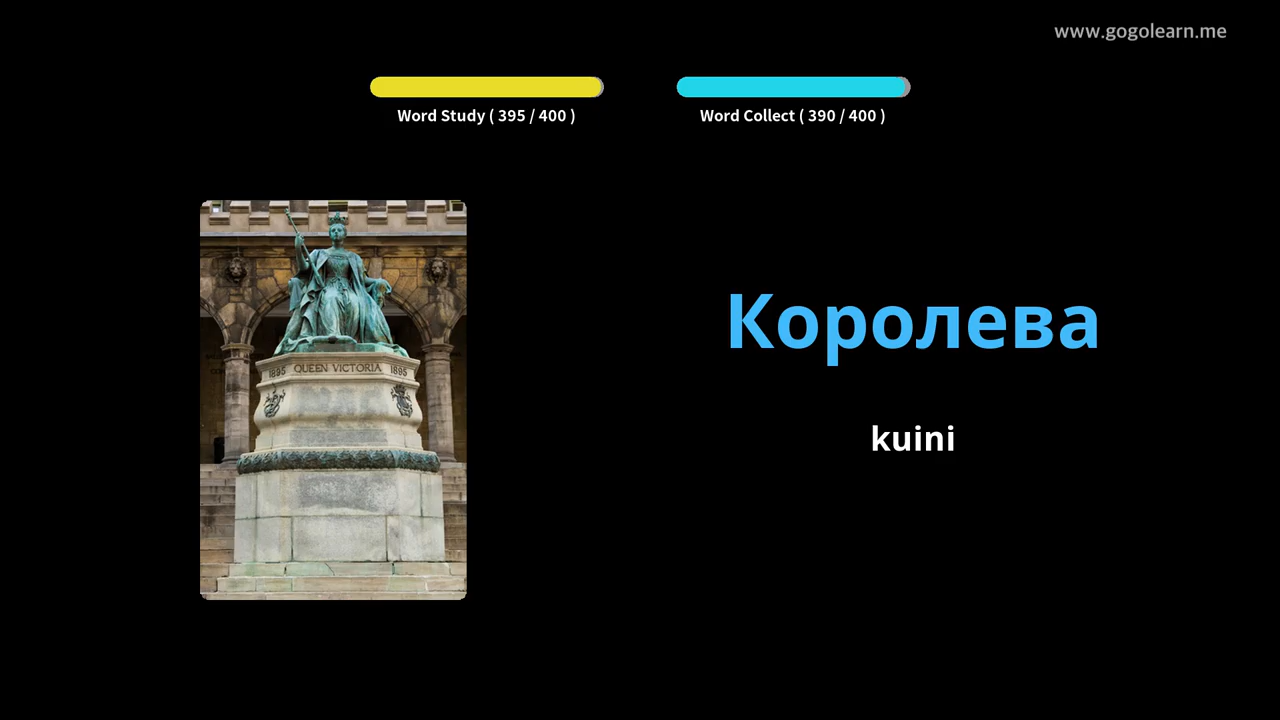 www.gogolearn.me
Word Study ( 395 / 400 )
Word Collect ( 390 / 400 )
1895 QUEEN VICTORIA 1895
Королева
kuini